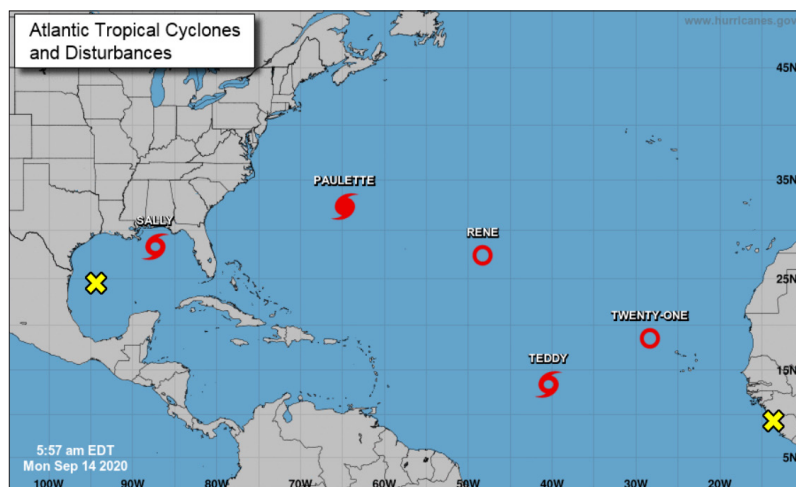 Atlantic Tropical Cyclones
and Disturbances
www.hurricanes.gov
45N
PAULETTE
35N
SALLY
RENE
25N
TWENTY-ONE
TEDDY
15N
5:57 am EDT
Mon Sep 14 2020
5N
100W 90W 80W 70W 60W 50W 40W 30W 20W